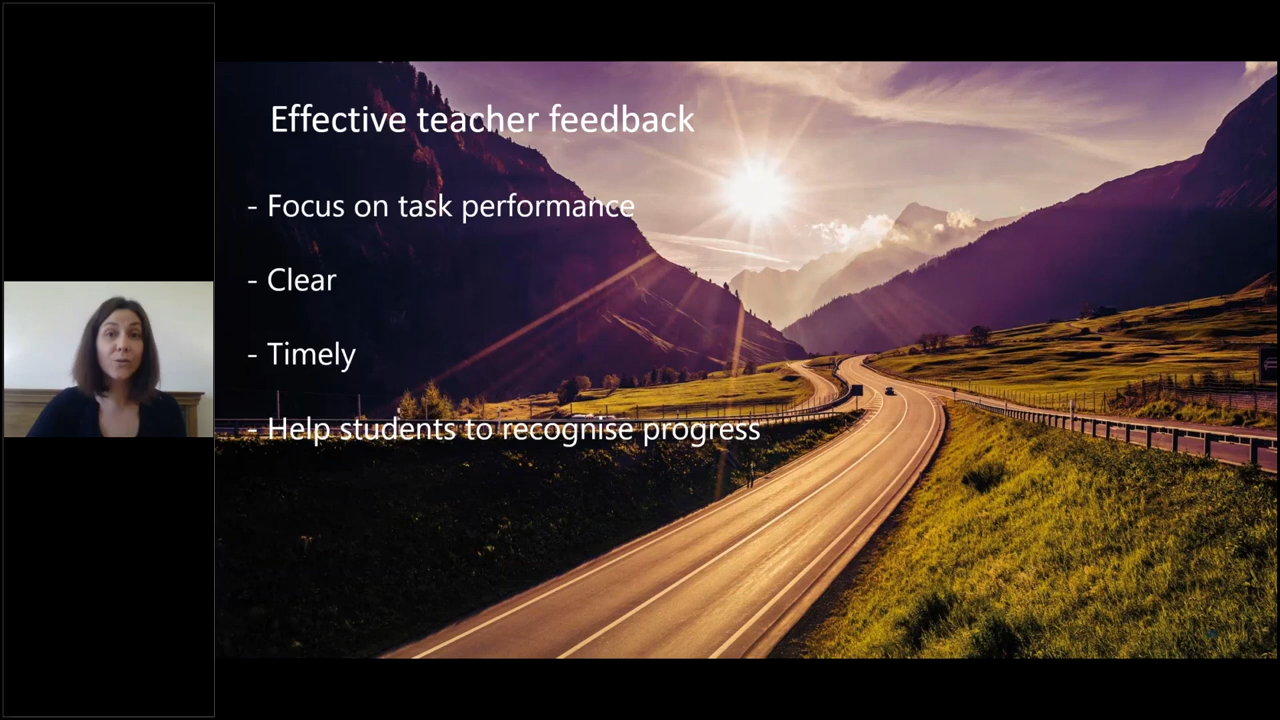 Effective teacher feedback
- Focus on task performance
- Clear
- Timely
- Help students to recognise progress